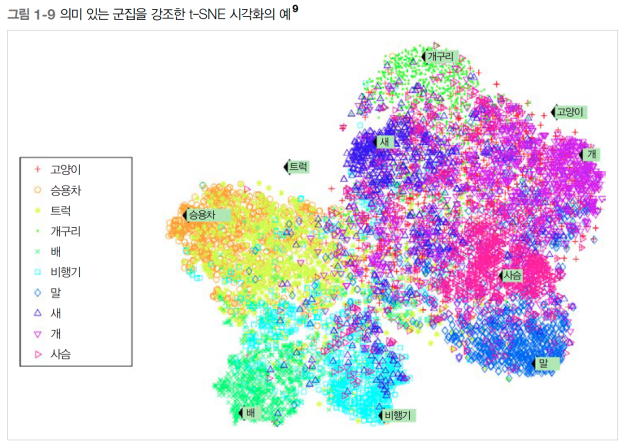 그림 1-9 의미 있는 군집을 강조한 t-SNE 시각화의 예9
개구리
고양이
새
개
트럭
승용차
사슴
말
배
비행기
고양이
승용차
트럭
개구리
배
비행기
말
새
개
사슴